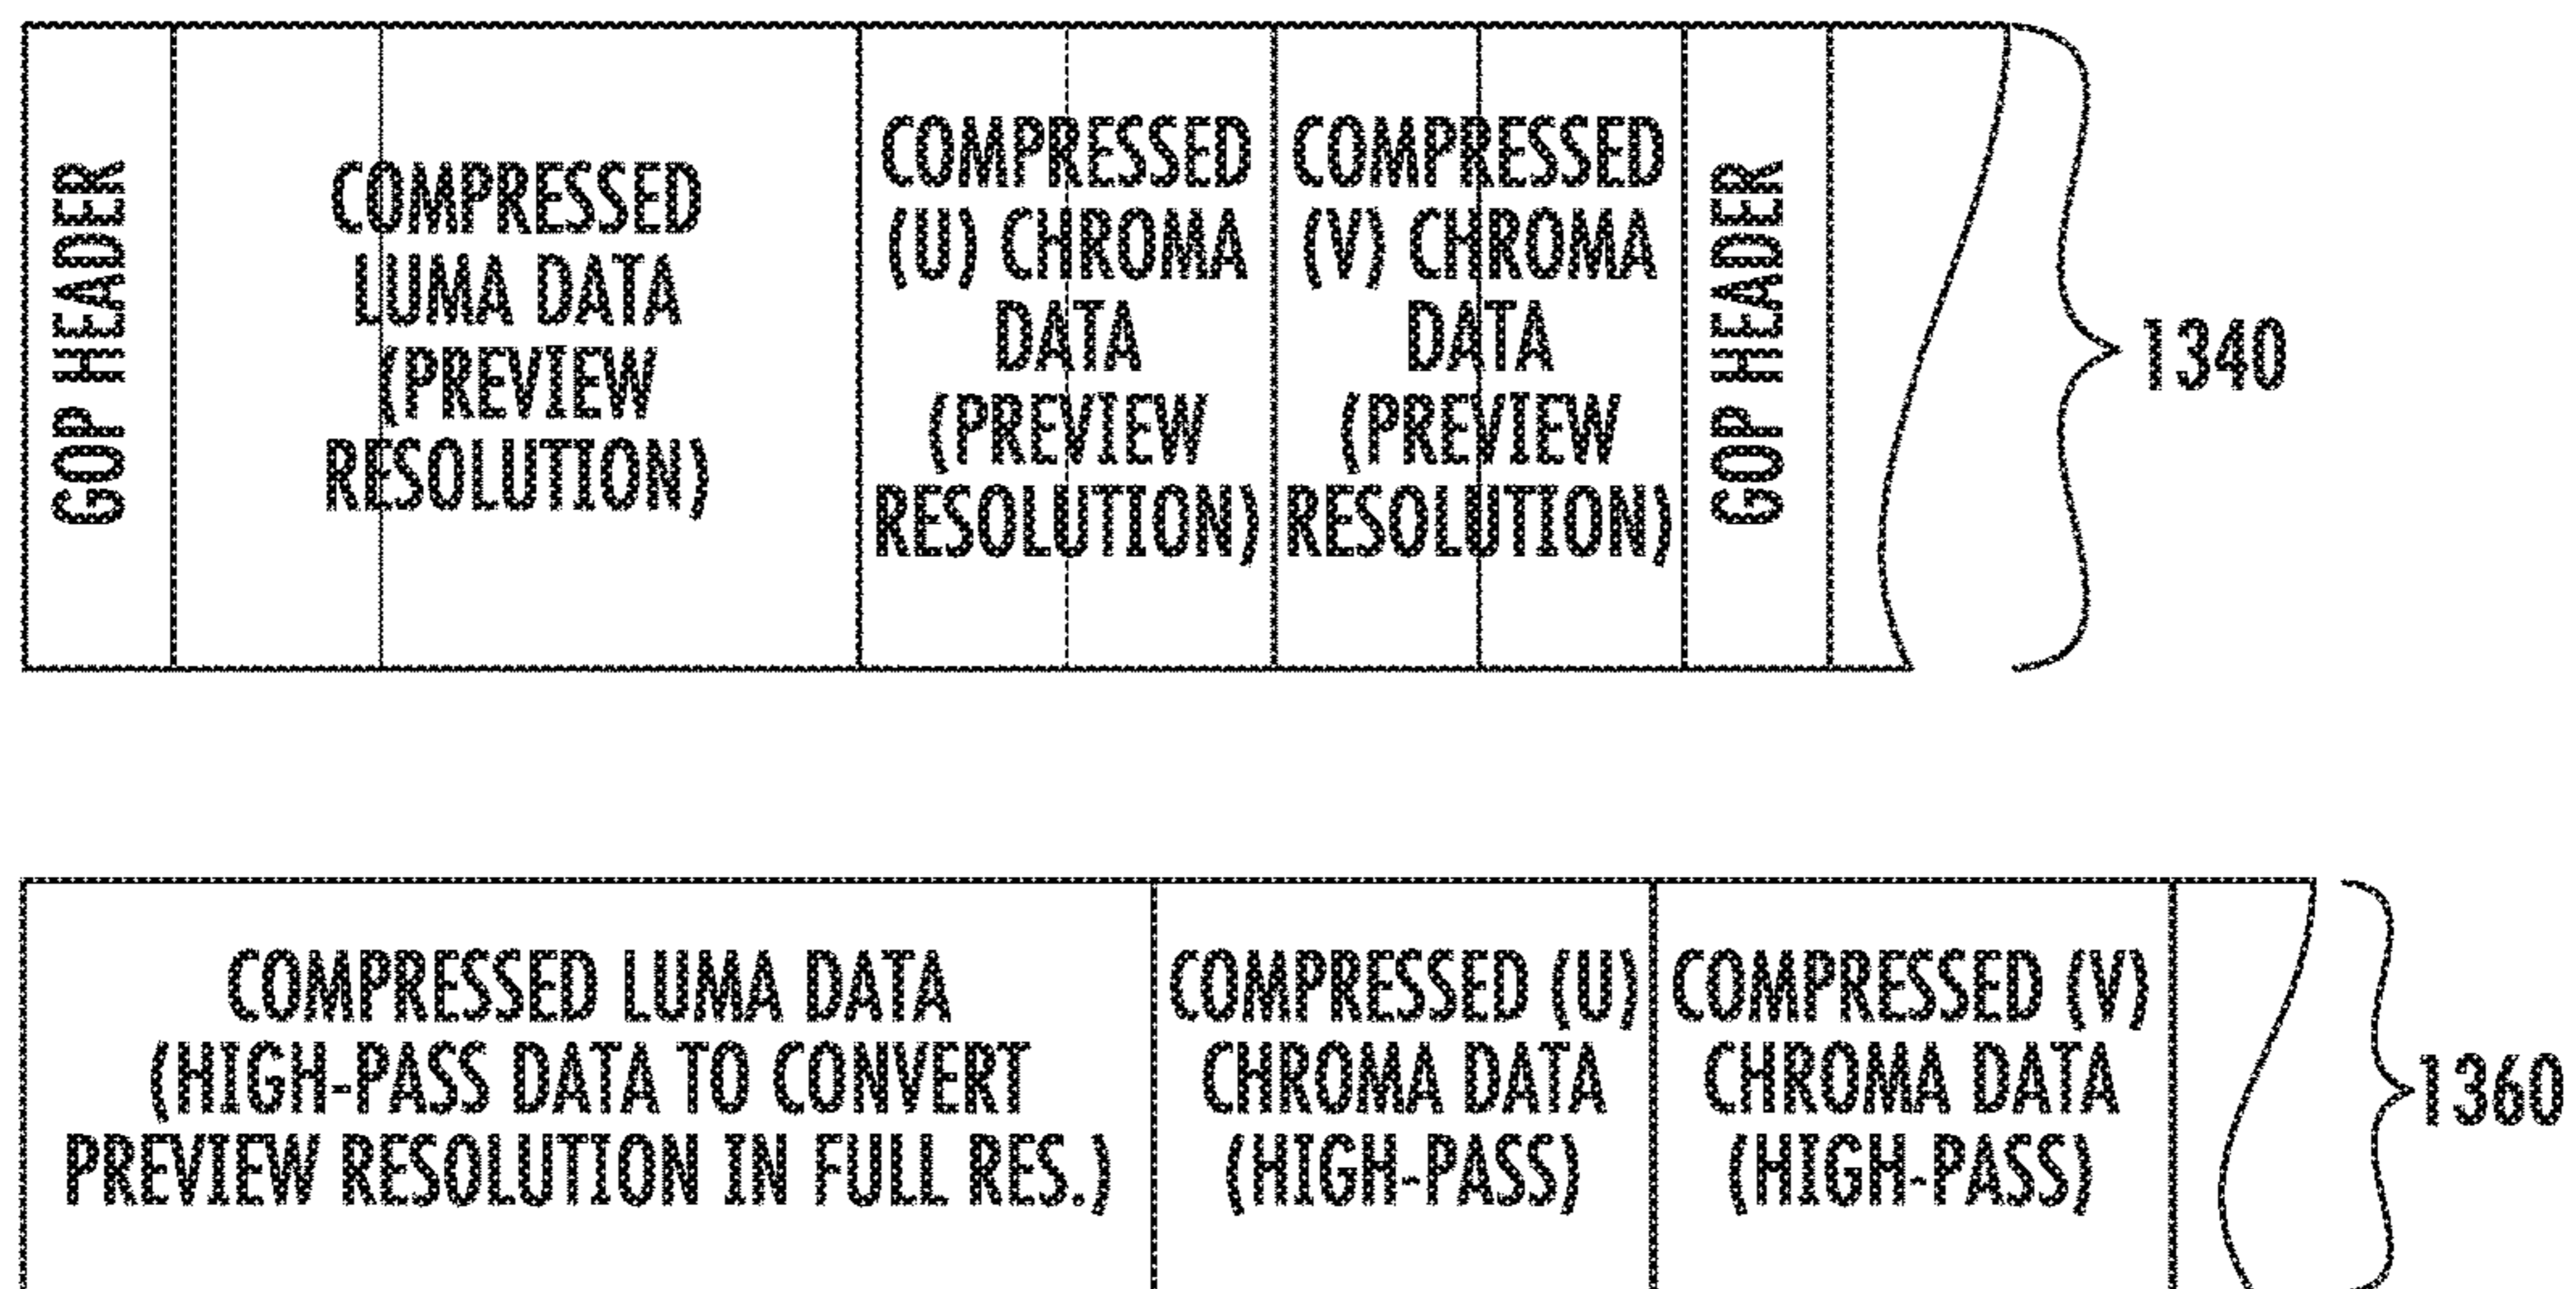 GOP HEADER
COMPRESSED
LUMA DATA
(PREVIEW
RESOLUTION)
COMPRESSED
(U) CHROMA
DATA
(PREVIEW
RESOLUTION)
COMPRESSED
(V) CHROMA
DATA
(PREVIEW
RESOLUTION)
GOP HEADER
1340
COMPRESSED LUMA DATA
(HIGH-PASS DATA TO CONVERT
PREVIEW RESOLUTION IN FULL RES.)
COMPRESSED (U)
CHROMA DATA
(HIGH-PASS)
COMPRESSED (V)
CHROMA DATA
(HIGH-PASS)
1360